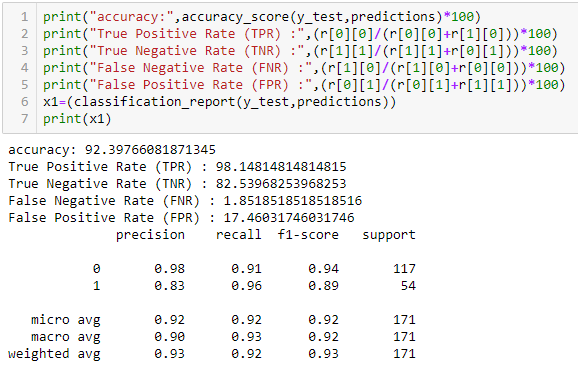 1 print("accuracy:",accuracy_score(y_test,predictions)*100)
2 print("True Positive Rate (TPR) :",(r[0][0]/(r[0][0]+r[1][0]))*100)
3 print("True Negative Rate (TNR) :",(r[1][1]/(r[1][1]+r[0][1]))*100)
4 print("False Negative Rate (FNR) :",(r[1][0]/(r[1][0]+r[0][0]))*100)
5 print("False Positive Rate (FPR) :",(r[0][1]/(r[0][1]+r[1][1]))*100)
6 x1=(classification_report(y_test,predictions))
7 print(x1)
accuracy: 92.39766081871345
True Positive Rate (TPR) : 98.14814814814815
True Negative Rate (TNR) : 82.53968253968253
False Negative Rate (FNR) : 1.8518518518518516
False Positive Rate (FPR) : 17.46031746031746
precision recall f1-score support
0 0.98 0.91 0.94 117
1 0.83 0.96 0.89 54
micro avg 0.92 0.92 0.92 171
macro avg 0.90 0.93 0.92 171
weighted avg 0.93 0.92 0.93 171